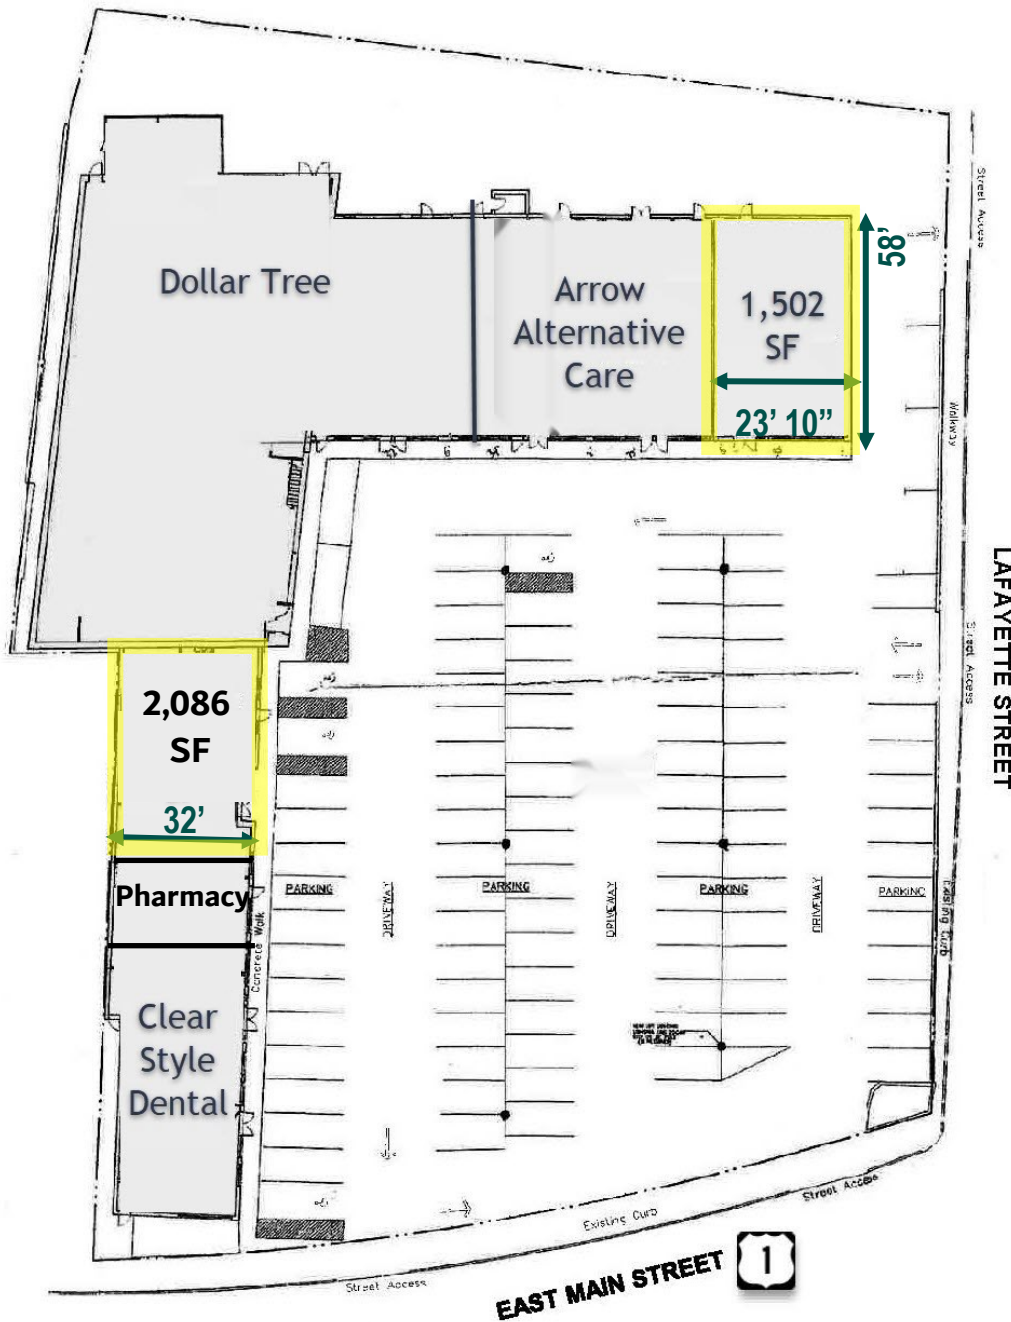 Street Access
58'
Dollar Tree
Arrow
Alternative
Care
1,502
SF
23' 10"
Walkway
LAFAYETTE STREET
Street Access
2,086
SF
32'
Pharmacy
PARKING
PARKING
PARKING
PARKING
DRIVEWAY
DRIVEWAY
DRIVEWAY
Existing Curb
Concrete Walk
Clear
Style
Dental
Street Access
Existing Curb
Street Access
EAST MAIN STREET
1